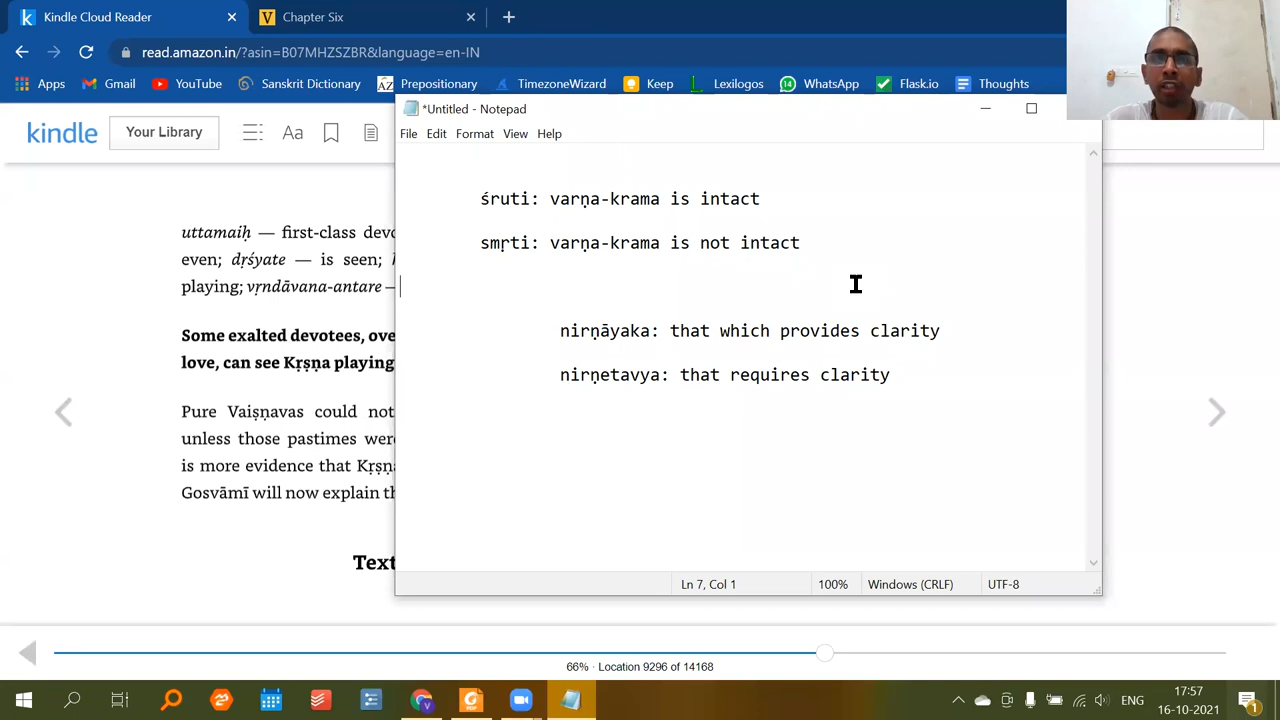 Kindle Cloud Reader
Chapter Six
read.amazon.in/?asin=B07MHZSZBR&language=en-IN
Apps
Gmail
YouTube
Sanskrit Dictionary
Prepositionary
TimezoneWizard
Keep
Lexilogos
WhatsApp
Flask.io
Thoughts
*Untitled - Notepad
kindle
Your Library
Aa
File Edit Format View Help
śruti: varṇa-krama is intact
smṛti: varṇa-krama is not intact
nirṇāyaka: that which provides clarity
nirṇetavya: that requires clarity
uttamaiḥ — first-class devo
even; dṛśyate — is seen;
playing; vṛndāvana-antare —
Some exalted devotees, ove
love, can see Kṛṣṇa playing
Pure Vaiṣṇavas could not
unless those pastimes were
is more evidence that Kṛṣṇa
Gosvāmī will now explain th
Text
Ln 7, Col 1
100%
Windows (CRLF)
UTF-8
66% · Location 9296 of 14168
ENG
17:57
16-10-2021